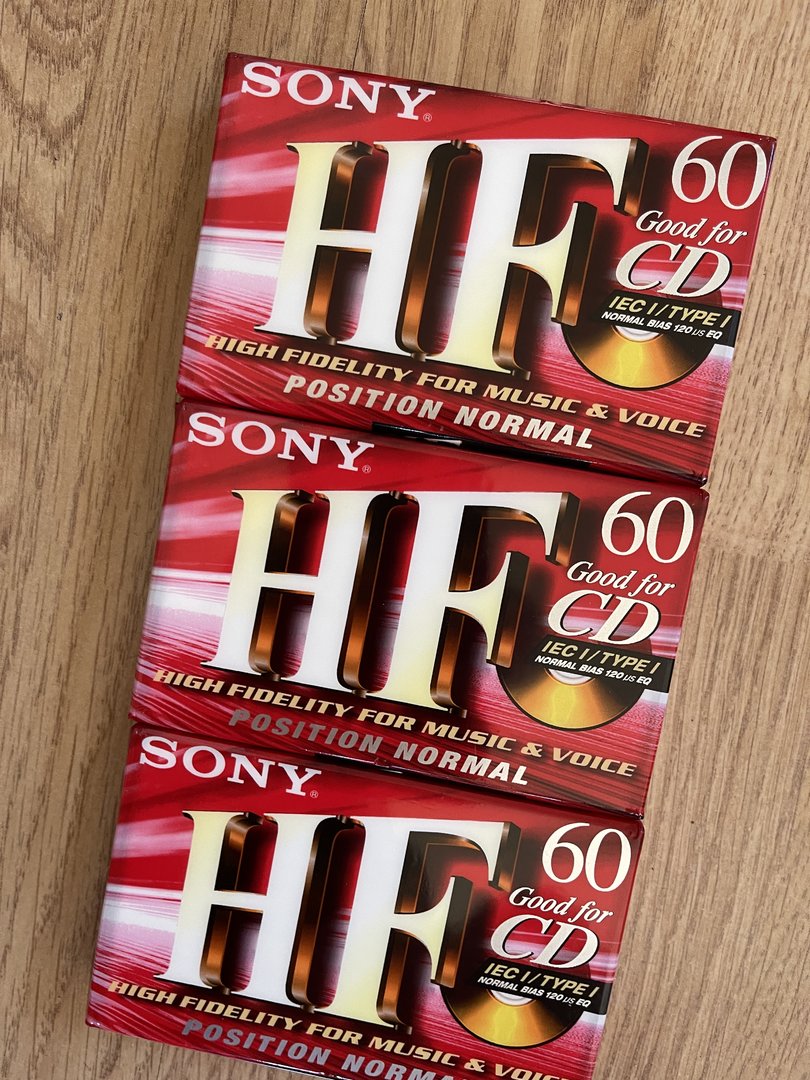 SONY®
HF
60
Good for
CD
IEC I / TYPE I
NORMAL BIAS 120 µs EQ
HIGH FIDELITY FOR MUSIC & VOICE
POSITION NORMAL
SONY®
HF
60
Good for
CD
IEC I / TYPE I
NORMAL BIAS 120 µs EQ
HIGH FIDELITY FOR MUSIC & VOICE
POSITION NORMAL
SONY®
HF
60
Good for
CD
IEC I / TYPE I
NORMAL BIAS 120 µs EQ
HIGH FIDELITY FOR MUSIC & VOICE
POSITION NORMAL